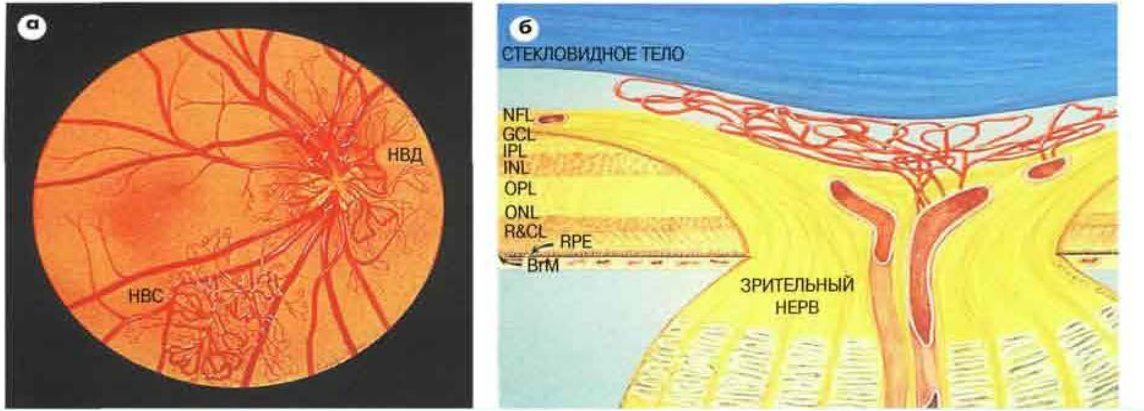 а
НВД
НВС
б
СТЕКЛОВИДНОЕ ТЕЛО
NFL
GCL
IPL
INL
OPL
ONL
R&CL
RPE
BrM
ЗРИТЕЛЬНЫЙ
НЕРВ